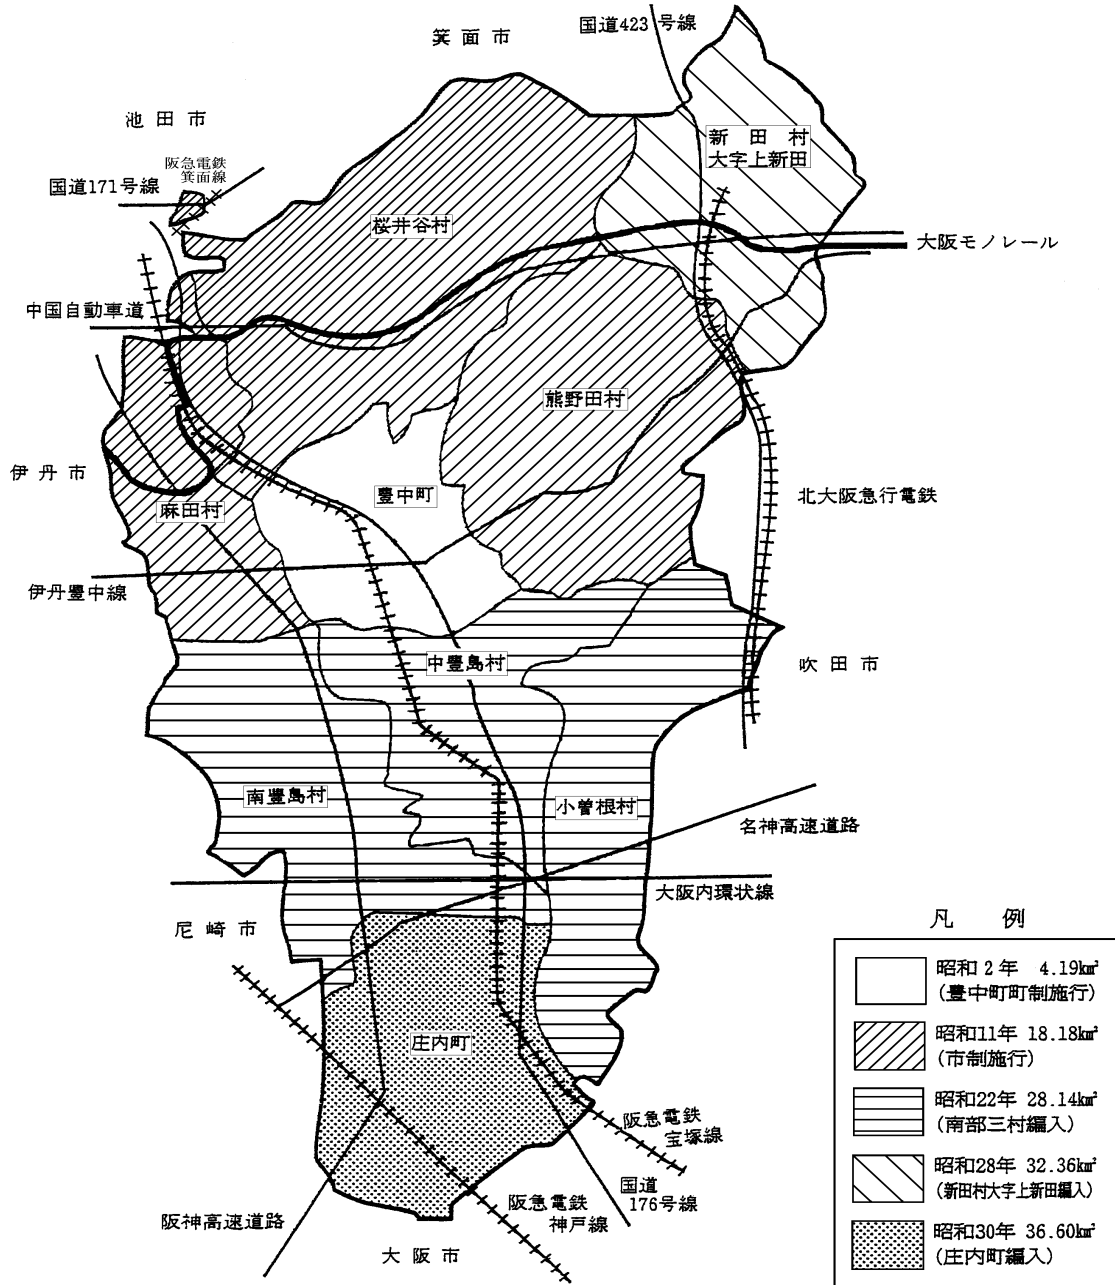 国道423号線
箕面市
池田市
阪急電鉄
箕面線
国道171号線
新田村
大字上新田
桜井谷村
大阪モノレール
中国自動車道
熊野田村
伊丹市
豊中町
北大阪急行電鉄
麻田村
伊丹豊中線
中豊島村
吹田市
南豊島村
小曽根村
名神高速道路
大阪内環状線
尼崎市
庄内町
阪急電鉄
宝塚線
国道
176号線
阪急電鉄
神戸線
阪神高速道路
大阪市
凡例
昭和2年 4.19k㎡
(豊中町町制施行)
昭和11年 18.18k㎡
(市制施行)
昭和22年 28.14k㎡
(南部三村編入)
昭和28年 32.36k㎡
(新田村大字上新田編入)
昭和30年 36.60k㎡
(庄内町編入)